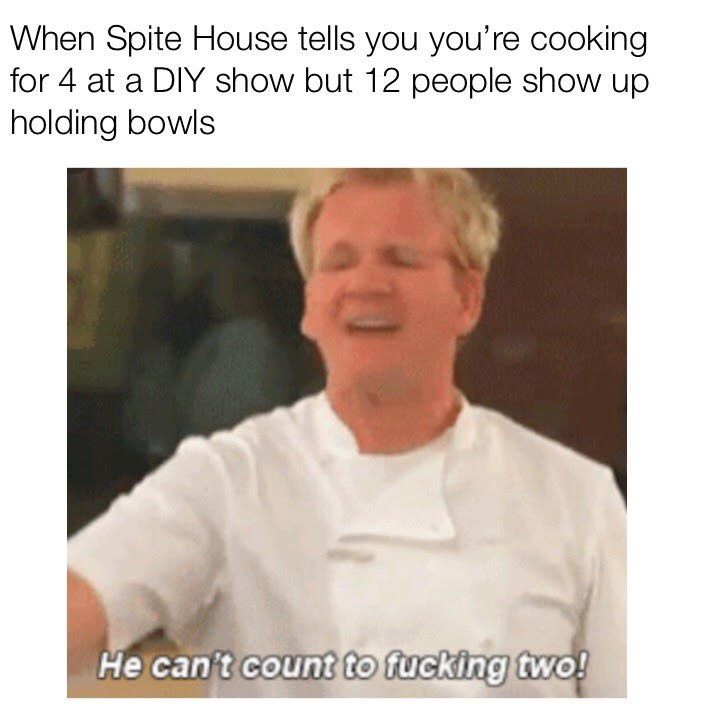 When Spite House tells you you’re cooking
for 4 at a DIY show but 12 people show up
holding bowls
He can't count to fucking two!